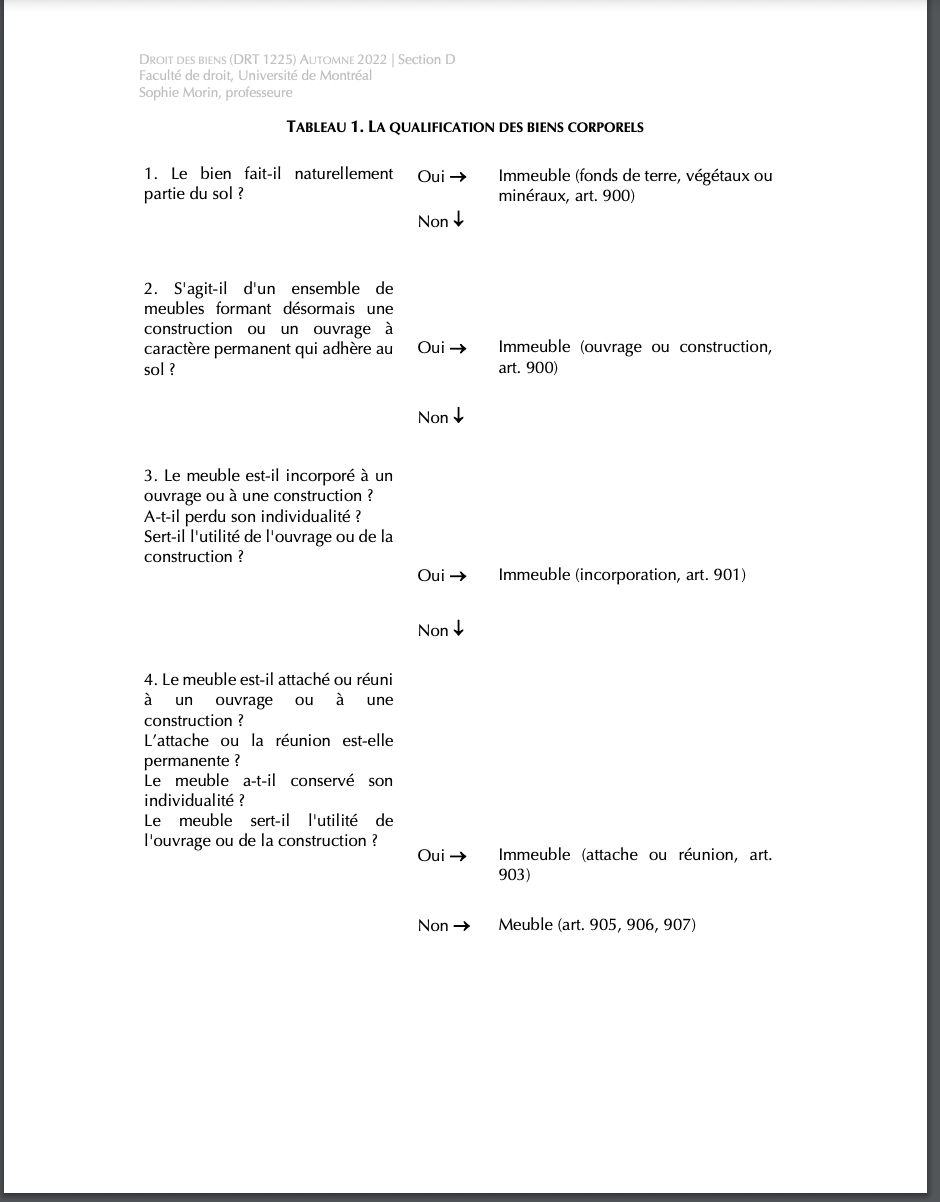 DROIT DES BIENS (DRT 1225) AUTOMNE 2022 | Section D
Faculté de droit, Université de Montréal
Sophie Morin, professeure
TABLEAU 1. LA QUALIFICATION DES BIENS CORPORELS
1. Le bien fait-il naturellement
partie du sol ?
Oui →
Immeuble (fonds de terre, végétaux ou
minéraux, art. 900)
Non ↓
2. S'agit-il d'un ensemble de
meubles formant désormais une
construction ou un ouvrage à
caractère permanent qui adhère au
sol ?
Oui →
Immeuble (ouvrage ou construction,
art. 900)
Non ↓
3. Le meuble est-il incorporé à un
ouvrage ou à une construction ?
A-t-il perdu son individualité ?
Sert-il l'utilité de l'ouvrage ou de la
construction ?
Oui →
Immeuble (incorporation, art. 901)
Non ↓
4. Le meuble est-il attaché ou réuni
à un ouvrage ou à une
construction ?
L’attache ou la réunion est-elle
permanente ?
Le meuble a-t-il conservé son
individualité ?
Le meuble sert-il l'utilité de
l'ouvrage ou de la construction ?
Oui →
Immeuble (attache ou réunion, art.
903)
Non →
Meuble (art. 905, 906, 907)